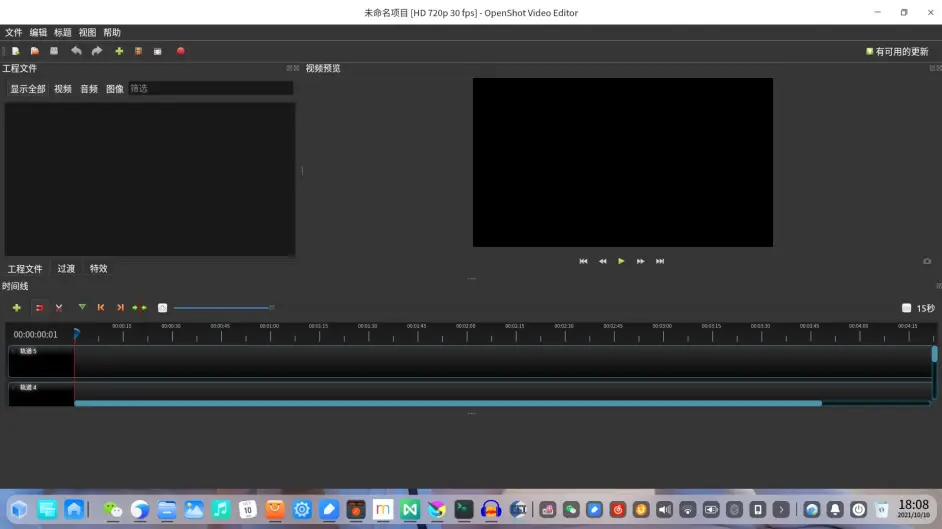 未命名项目 [HD 720p 30 fps] - OpenShot Video Editor
文件 编辑 标题 视图 帮助
有可用的更新
工程文件
视频预览
显示全部 视频 音频 图像 筛选
工程文件 过渡 特效
时间线
15秒
00:00:00;01
00:00:15 00:00:30 00:00:45 00:01:00 00:01:15 00:01:30 00:01:45 00:02:00 00:02:15 00:02:30 00:02:45 00:03:00 00:03:15 00:03:30 00:03:45 00:04:00 00:04:15
轨道 5
轨道 4
10
18:08
2021/10/10